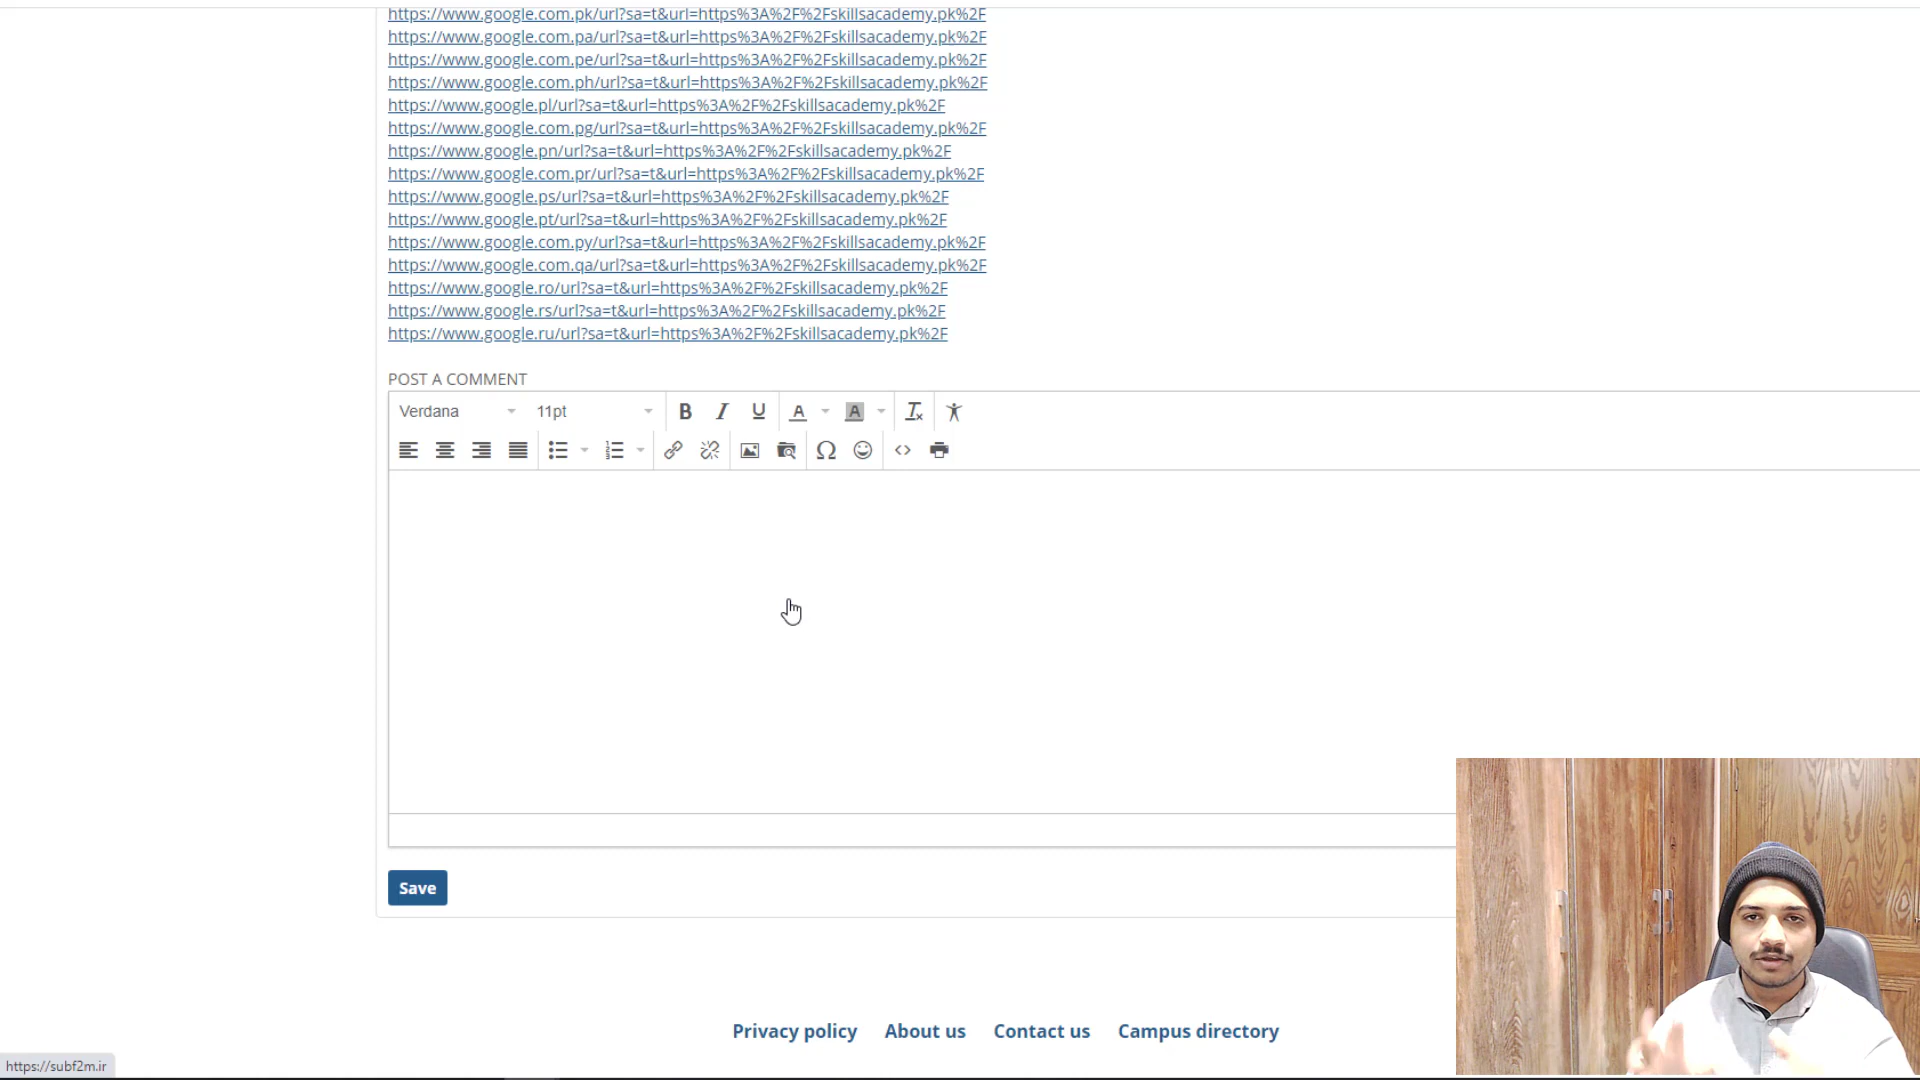 https://www.google.com.pk/url?sa=t&url=https%3A%2F%2Fskillsacademy.pk%2F
https://www.google.com.pa/url?sa=t&url=https%3A%2F%2Fskillsacademy.pk%2F
https://www.google.com.pe/url?sa=t&url=https%3A%2F%2Fskillsacademy.pk%2F
https://www.google.com.ph/url?sa=t&url=https%3A%2F%2Fskillsacademy.pk%2F
https://www.google.pl/url?sa=t&url=https%3A%2F%2Fskillsacademy.pk%2F
https://www.google.com.pg/url?sa=t&url=https%3A%2F%2Fskillsacademy.pk%2F
https://www.google.pn/url?sa=t&url=https%3A%2F%2Fskillsacademy.pk%2F
https://www.google.com.pr/url?sa=t&url=https%3A%2F%2Fskillsacademy.pk%2F
https://www.google.ps/url?sa=t&url=https%3A%2F%2Fskillsacademy.pk%2F
https://www.google.pt/url?sa=t&url=https%3A%2F%2Fskillsacademy.pk%2F
https://www.google.com.py/url?sa=t&url=https%3A%2F%2Fskillsacademy.pk%2F
https://www.google.com.qa/url?sa=t&url=https%3A%2F%2Fskillsacademy.pk%2F
https://www.google.ro/url?sa=t&url=https%3A%2F%2Fskillsacademy.pk%2F
https://www.google.rs/url?sa=t&url=https%3A%2F%2Fskillsacademy.pk%2F
https://www.google.ru/url?sa=t&url=https%3A%2F%2Fskillsacademy.pk%2F
POST A COMMENT
Verdana 11pt
Save
Privacy policy About us Contact us Campus directory
https://subf2m.ir